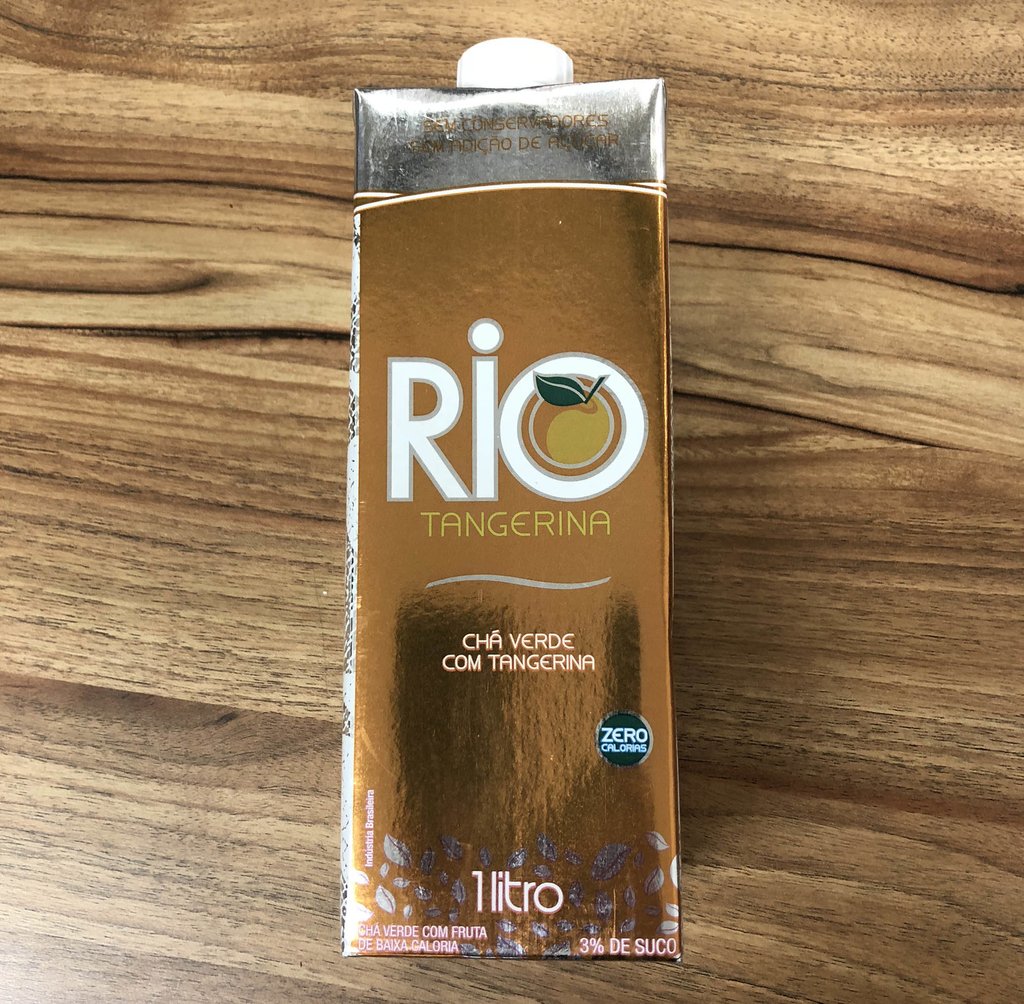 SEM CONSERVADORES
SEM ADIÇÃO DE AÇÚCAR
RIO
TANGERINA
CHÁ VERDE
COM TANGERINA
ZERO
CALORIAS
Indústria Brasileira
1 litro
CHÁ VERDE COM FRUTA
DE BAIXA CALORIA
3% DE SUCO